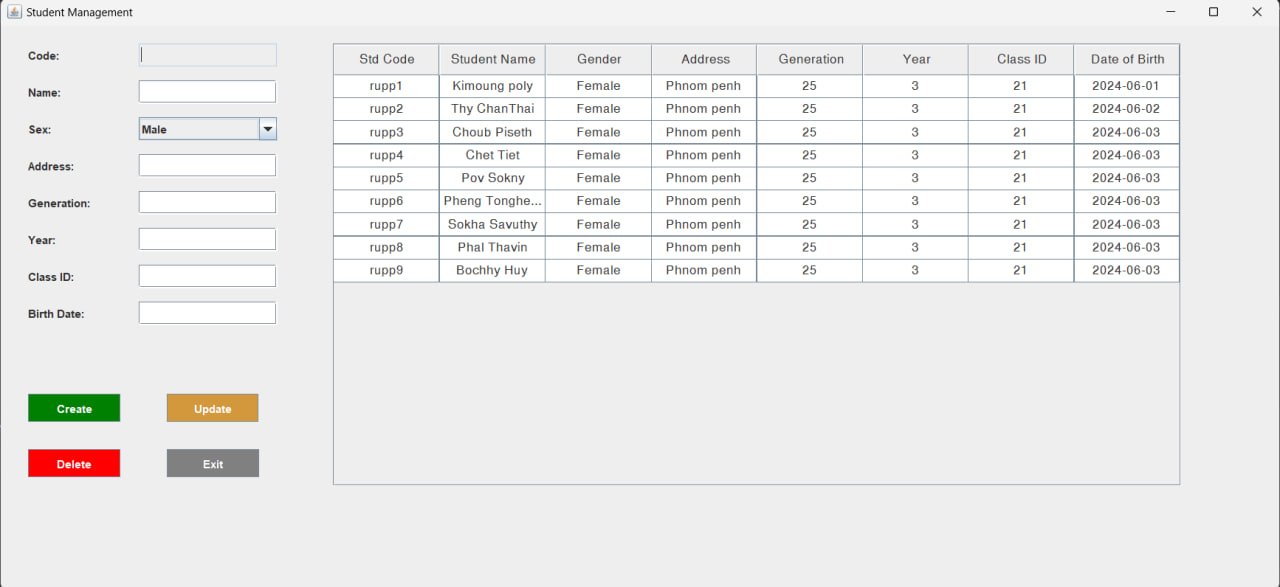 Student Management
Code:
Name:
Sex: Male
Address:
Generation:
Year:
Class ID:
Birth Date:
Create Update
Delete Exit
Std Code Student Name Gender Address Generation Year Class ID Date of Birth
rupp1 Kimoung poly Female Phnom penh 25 3 21 2024-06-01
rupp2 Thy ChanThai Female Phnom penh 25 3 21 2024-06-02
rupp3 Choub Piseth Female Phnom penh 25 3 21 2024-06-03
rupp4 Chet Tiet Female Phnom penh 25 3 21 2024-06-03
rupp5 Pov Sokny Female Phnom penh 25 3 21 2024-06-03
rupp6 Pheng Tonghe... Female Phnom penh 25 3 21 2024-06-03
rupp7 Sokha Savuthy Female Phnom penh 25 3 21 2024-06-03
rupp8 Phal Thavin Female Phnom penh 25 3 21 2024-06-03
rupp9 Bochhy Huy Female Phnom penh 25 3 21 2024-06-03